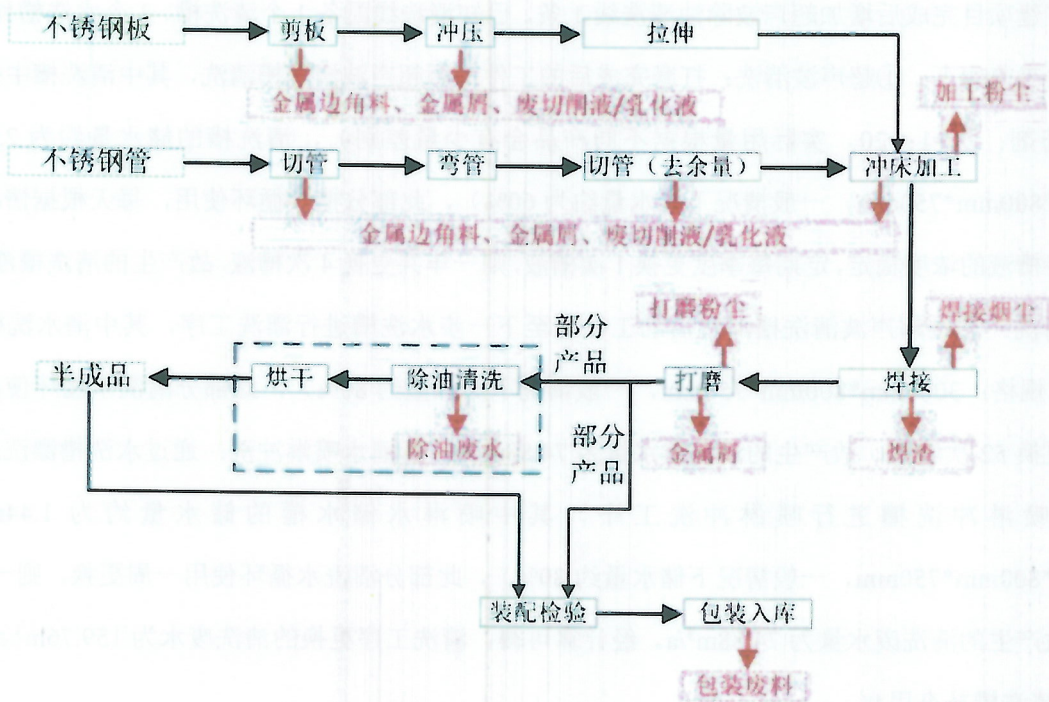 不锈钢板
剪板
冲压
拉伸
金属边角料、金属屑、废切削液/乳化液
加工粉尘
不锈钢管
切管
弯管
切管（去余量）
冲床加工
金属边角料、金属屑、废切削液/乳化液
打磨粉尘
焊接烟尘
部分
产品
半成品
烘干
除油清洗
打磨
焊接
部分
产品
除油废水
金属屑
焊渣
装配检验
包装入库
包装废料